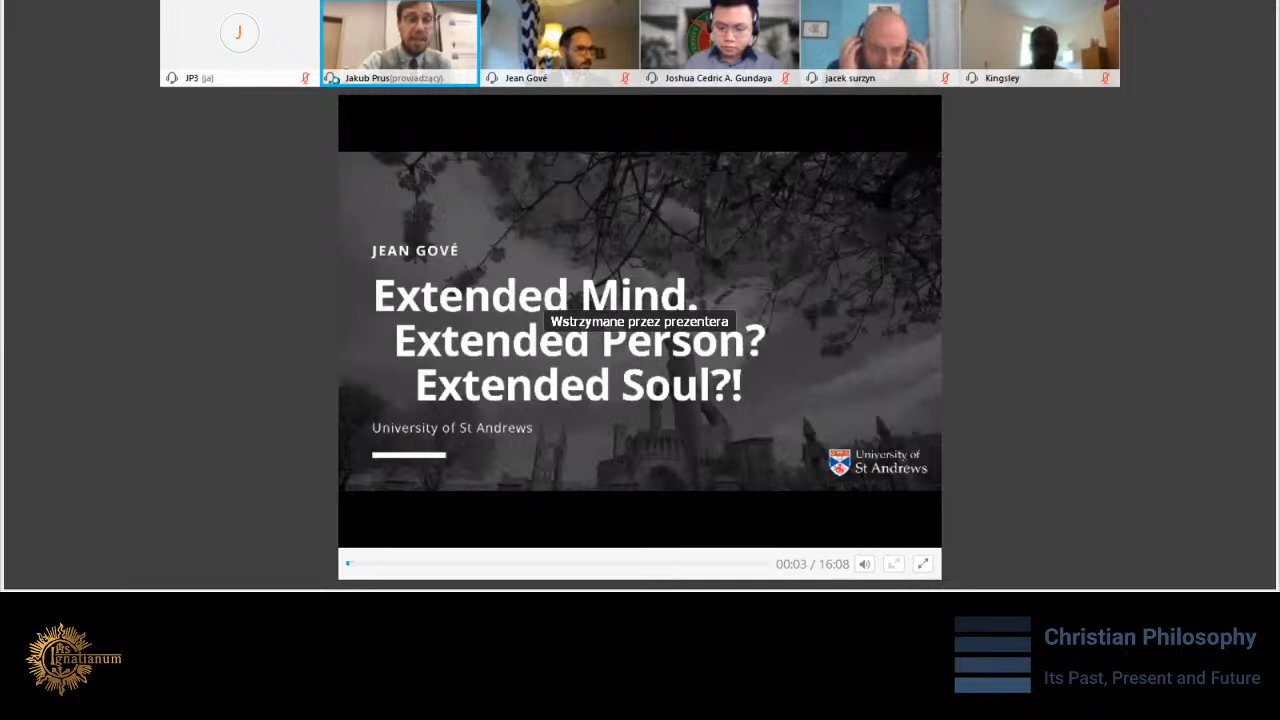 J
JP3 (ja)
Jakub Prus(prowadzący)
Jean Gové
Joshua Cedric A. Gundaya
jacek surzyn
Kingsley
JEAN GOVÉ
Extended Mind.
Wstrzymane przez prezentera
Extended Person?
Extended Soul?!
University of St Andrews
University of
St Andrews
00:03 / 16:08
Ignatianum
Christian Philosophy
Its Past, Present and Future